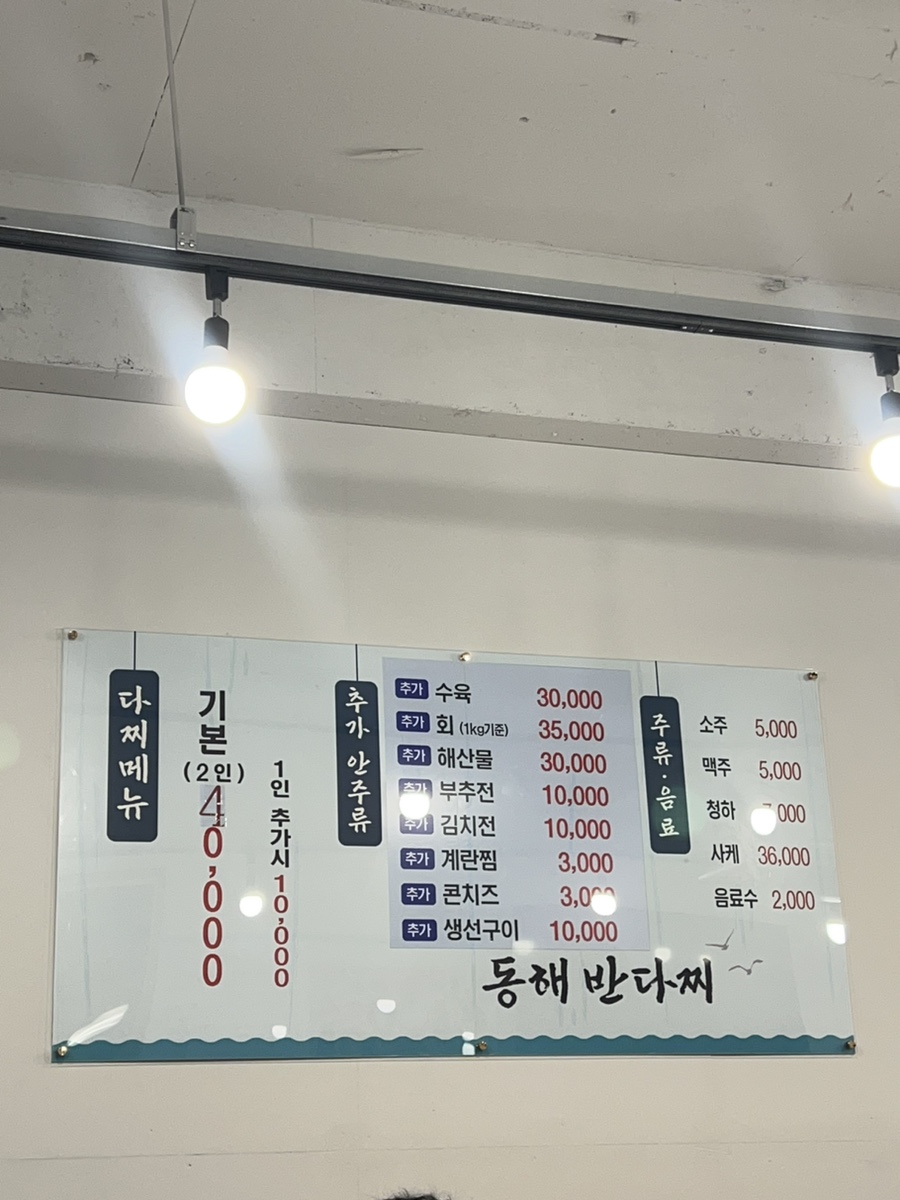 다찌메뉴
기본
(2인)
40,000
1인 추가시 10,000
추가 안주류
추가 수육 30,000
추가 회 (1kg기준) 35,000
추가 해산물 30,000
추가 부추전 10,000
추가 김치전 10,000
추가 계란찜 3,000
추가 콘치즈
추가 생선구이 10,000
주류·음료
소주 5,000
맥주 5,000
청하
사케 36,000
음료수 2,000
동해 반다찌